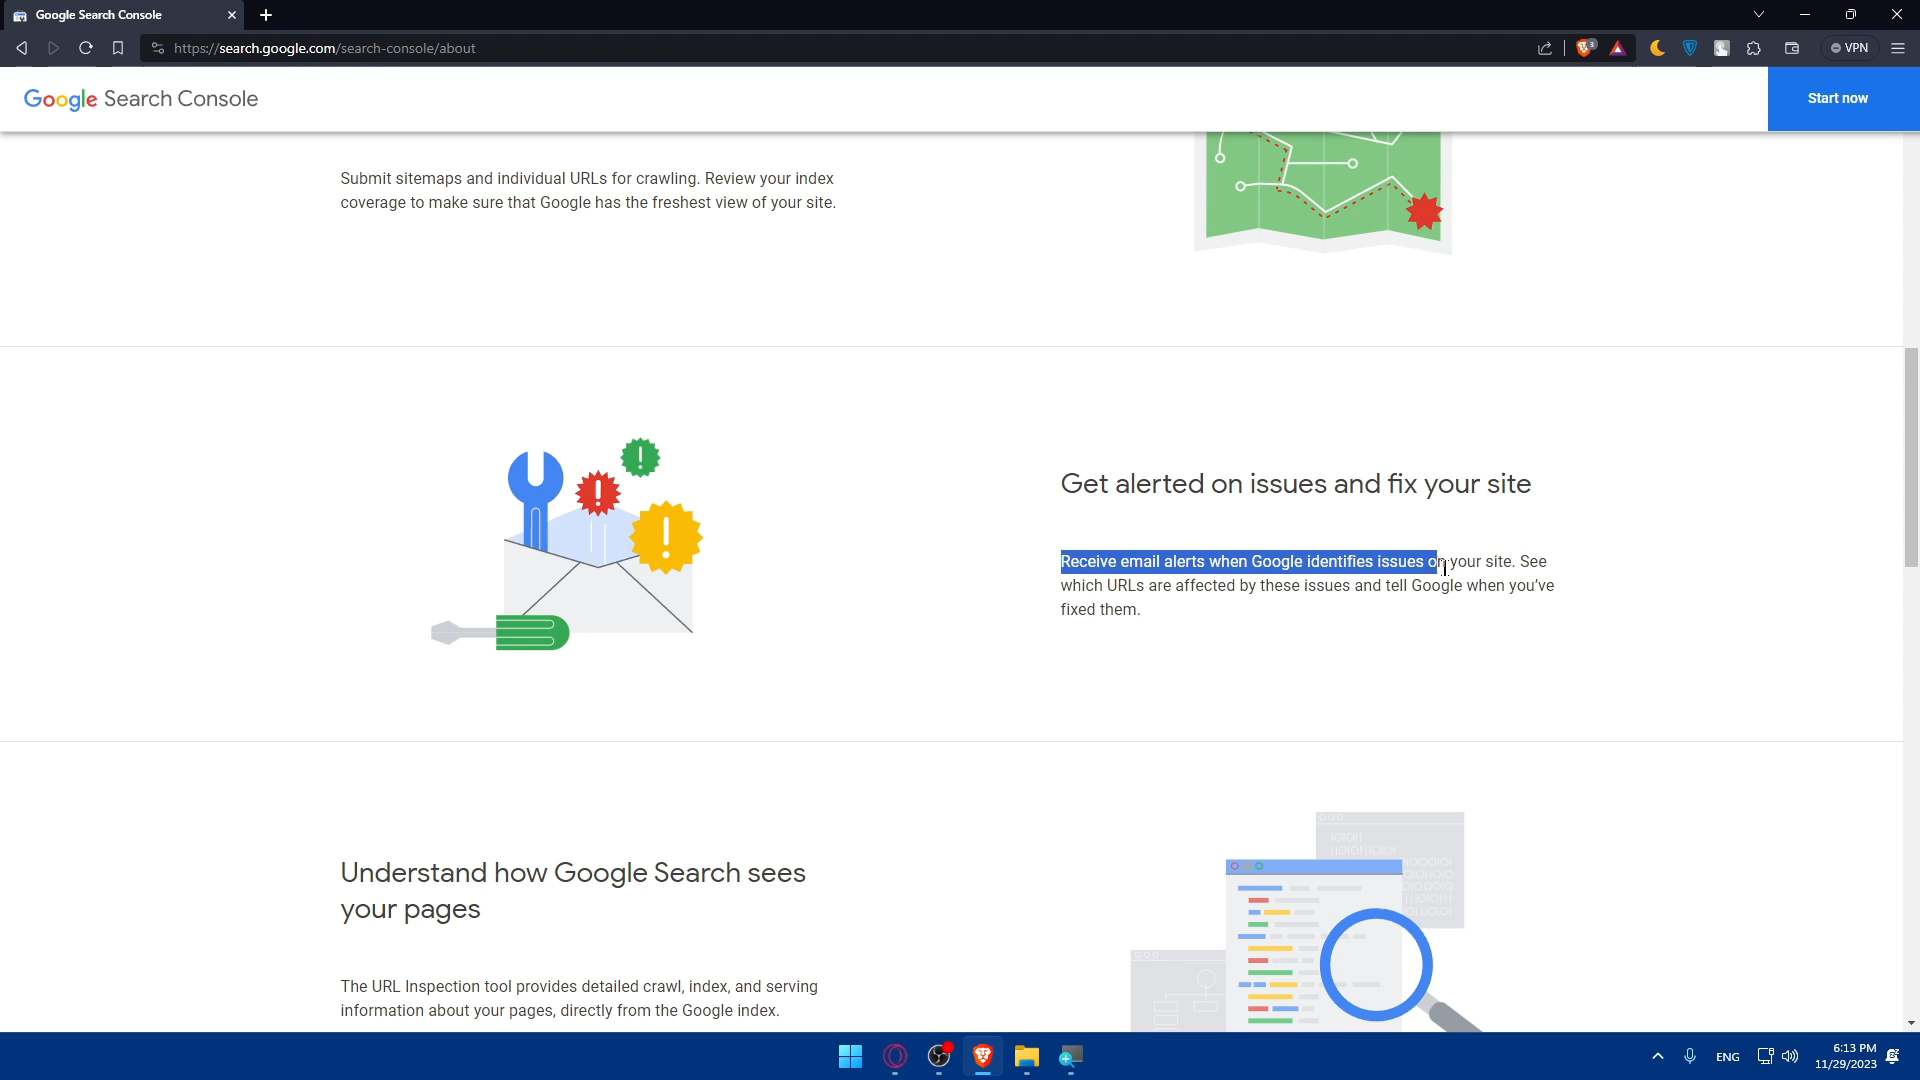 Google Search Console
https://search.google.com/search-console/about
3
VPN
Google Search Console
Start now
Submit sitemaps and individual URLs for crawling. Review your index
coverage to make sure that Google has the freshest view of your site.
Get alerted on issues and fix your site
Receive email alerts when Google identifies issues on your site. See
which URLs are affected by these issues and tell Google when you've
fixed them.
Understand how Google Search sees
your pages
The URL Inspection tool provides detailed crawl, index, and serving
information about your pages, directly from the Google index.
ENG
6:13 PM
11/29/2023